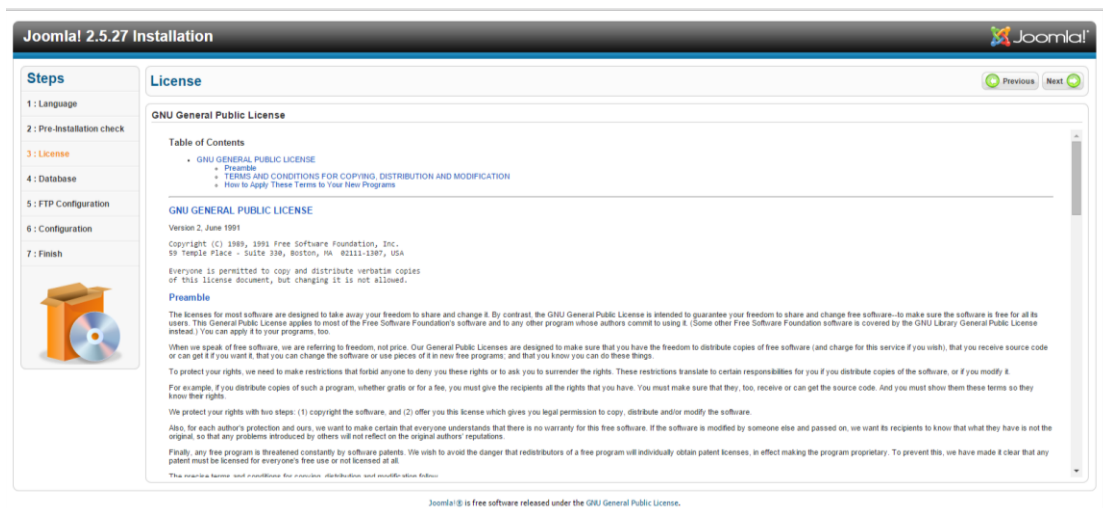 Joomla! 2.5.27 Installation
Joomla!
Steps
1 : Language
2 : Pre-Installation check
3 : License
4 : Database
5 : FTP Configuration
6 : Configuration
7 : Finish
License
Previous
Next
GNU General Public License
Table of Contents
GNU GENERAL PUBLIC LICENSE
Preamble
TERMS AND CONDITIONS FOR COPYING, DISTRIBUTION AND MODIFICATION
How to Apply These Terms to Your New Programs
GNU GENERAL PUBLIC LICENSE
Version 2, June 1991
Copyright (C) 1989, 1991 Free Software Foundation, Inc.
59 Temple Place - Suite 330, Boston, MA 02111-1307, USA
Everyone is permitted to copy and distribute verbatim copies
of this license document, but changing it is not allowed.
Preamble
The licenses for most software are designed to take away your freedom to share and change it. By contrast, the GNU General Public License is intended to guarantee your freedom to share and change free software--to make sure the software is free for all its
users. This General Public License applies to most of the Free Software Foundation's software and to any other program whose authors commit to using it. (Some other Free Software Foundation software is covered by the GNU Library General Public License
instead.) You can apply it to your programs, too.
When we speak of free software, we are referring to freedom, not price. Our General Public Licenses are designed to make sure that you have the freedom to distribute copies of free software (and charge for this service if you wish), that you receive source code
or can get it if you want it, that you can change the software or use pieces of it in new free programs; and that you know you can do these things.
To protect your rights, we need to make restrictions that forbid anyone to deny you these rights or to ask you to surrender the rights. These restrictions translate to certain responsibilities for you if you distribute copies of the software, or if you modify it.
For example, if you distribute copies of such a program, whether gratis or for a fee, you must give the recipients all the rights that you have. You must make sure that they, too, receive or can get the source code. And you must show them these terms so they
know their rights.
We protect your rights with two steps: (1) copyright the software, and (2) offer you this license which gives you legal permission to copy, distribute and/or modify the software.
Also, for each author's protection and ours, we want to make certain that everyone understands that there is no warranty for this free software. If the software is modified by someone else and passed on, we want its recipients to know that what they have is not the
original, so that any problems introduced by others will not reflect on the original authors' reputations.
Finally, any free program is threatened constantly by software patents. We wish to avoid the danger that redistributors of a free program will individually obtain patent licenses, in effect making the program proprietary. To prevent this, we have made it clear that any
patent must be licensed for everyone's free use or not licensed at all.
The precise terms and conditions for copying, distribution and modification follow.
Joomla!® is free software released under the GNU General Public License.